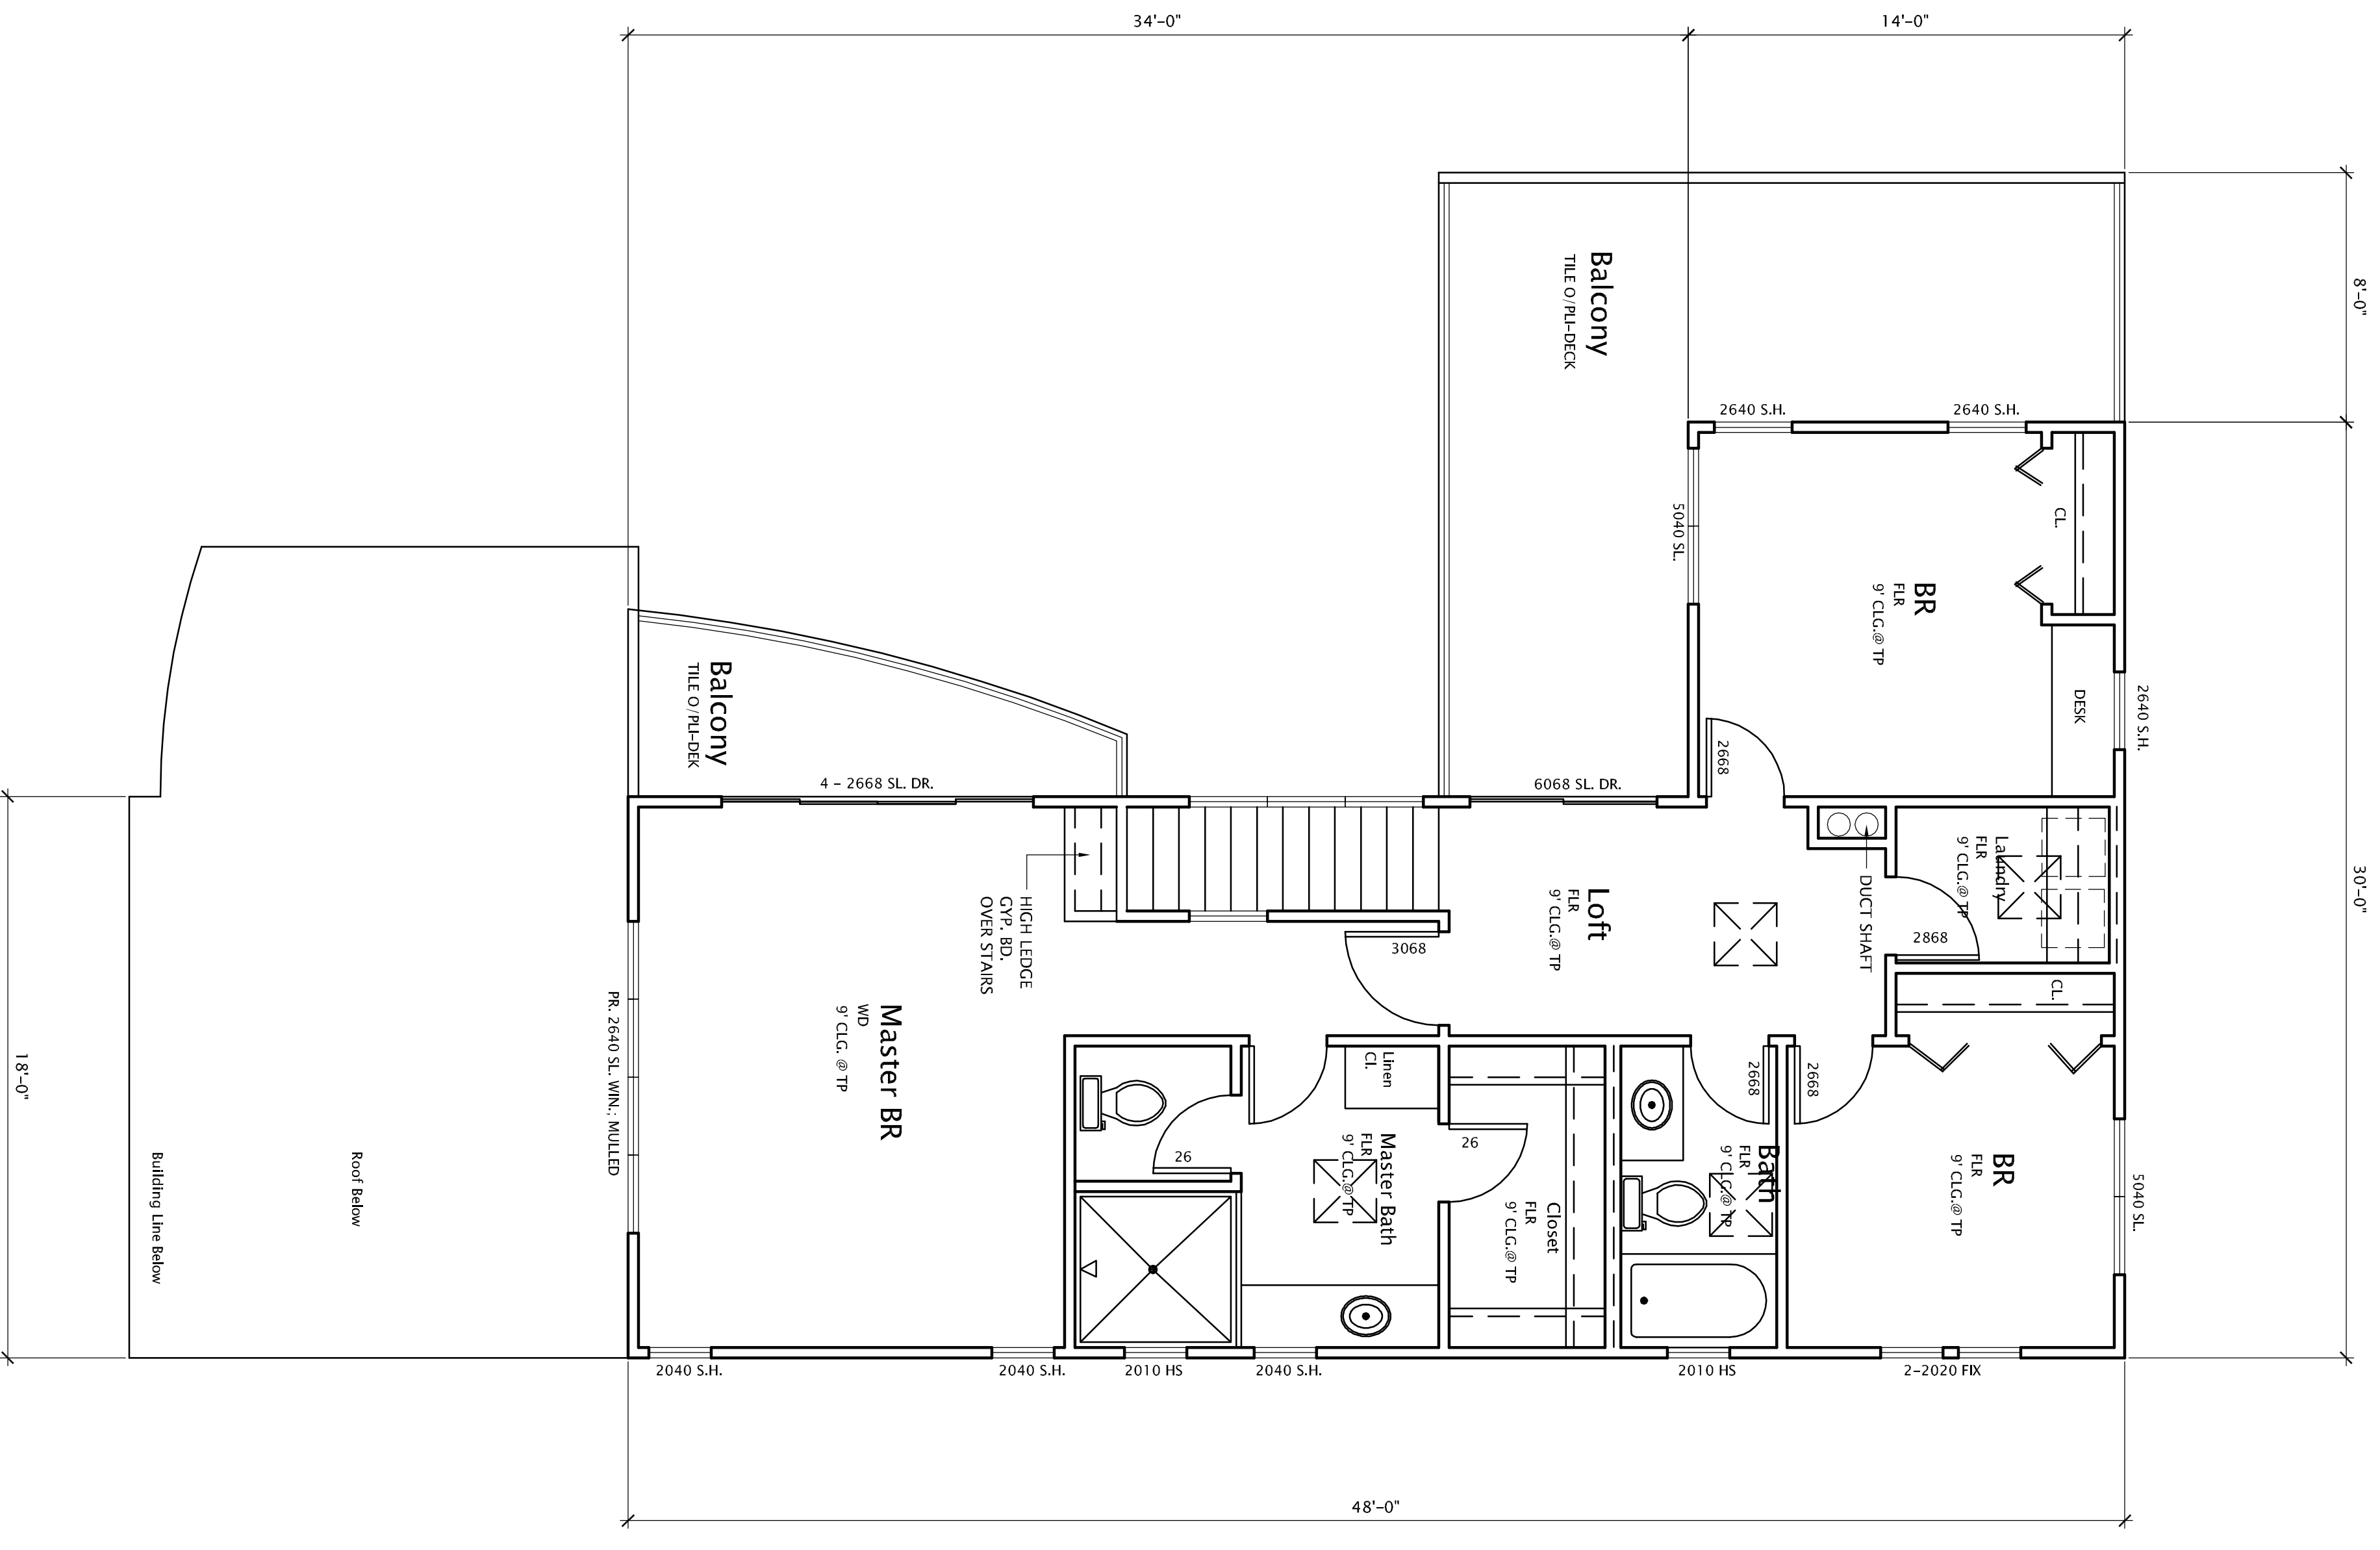 34'-0"
14'-0"
8'-0"
Balcony
TILE O/PLI-DECK
2640 S.H.
2640 S.H.
5040 SL.
CL.
BR
FLR
9' CLG.@ TP
DESK
2640 S.H.
2668
Balcony
TILE O/PLI-DEK
4 - 2668 SL. DR.
6068 SL. DR.
HIGH LEDGE
GYP. BD.
OVER STAIRS
Loft
FLR
9' CLG.@ TP
3068
DUCT SHAFT
Laundry
FLR
9' CLG.@ TP
2868
30'-0"
CL.
Master BR
WD
9' CLG. @ TP
PR. 2640 SL. WIN.; MULLED
Linen
Cl.
26
Master Bath
FLR
9' CLG.@ TP
26
Closet
FLR
9' CLG.@ TP
2668
2668
Bath
FLR
9' CLG.@ TP
BR
FLR
9' CLG.@ TP
5040 SL.
18'-0"
Building Line Below
Roof Below
2040 S.H.
2040 S.H.
2010 HS
2040 S.H.
2010 HS
2-2020 FIX
48'-0"